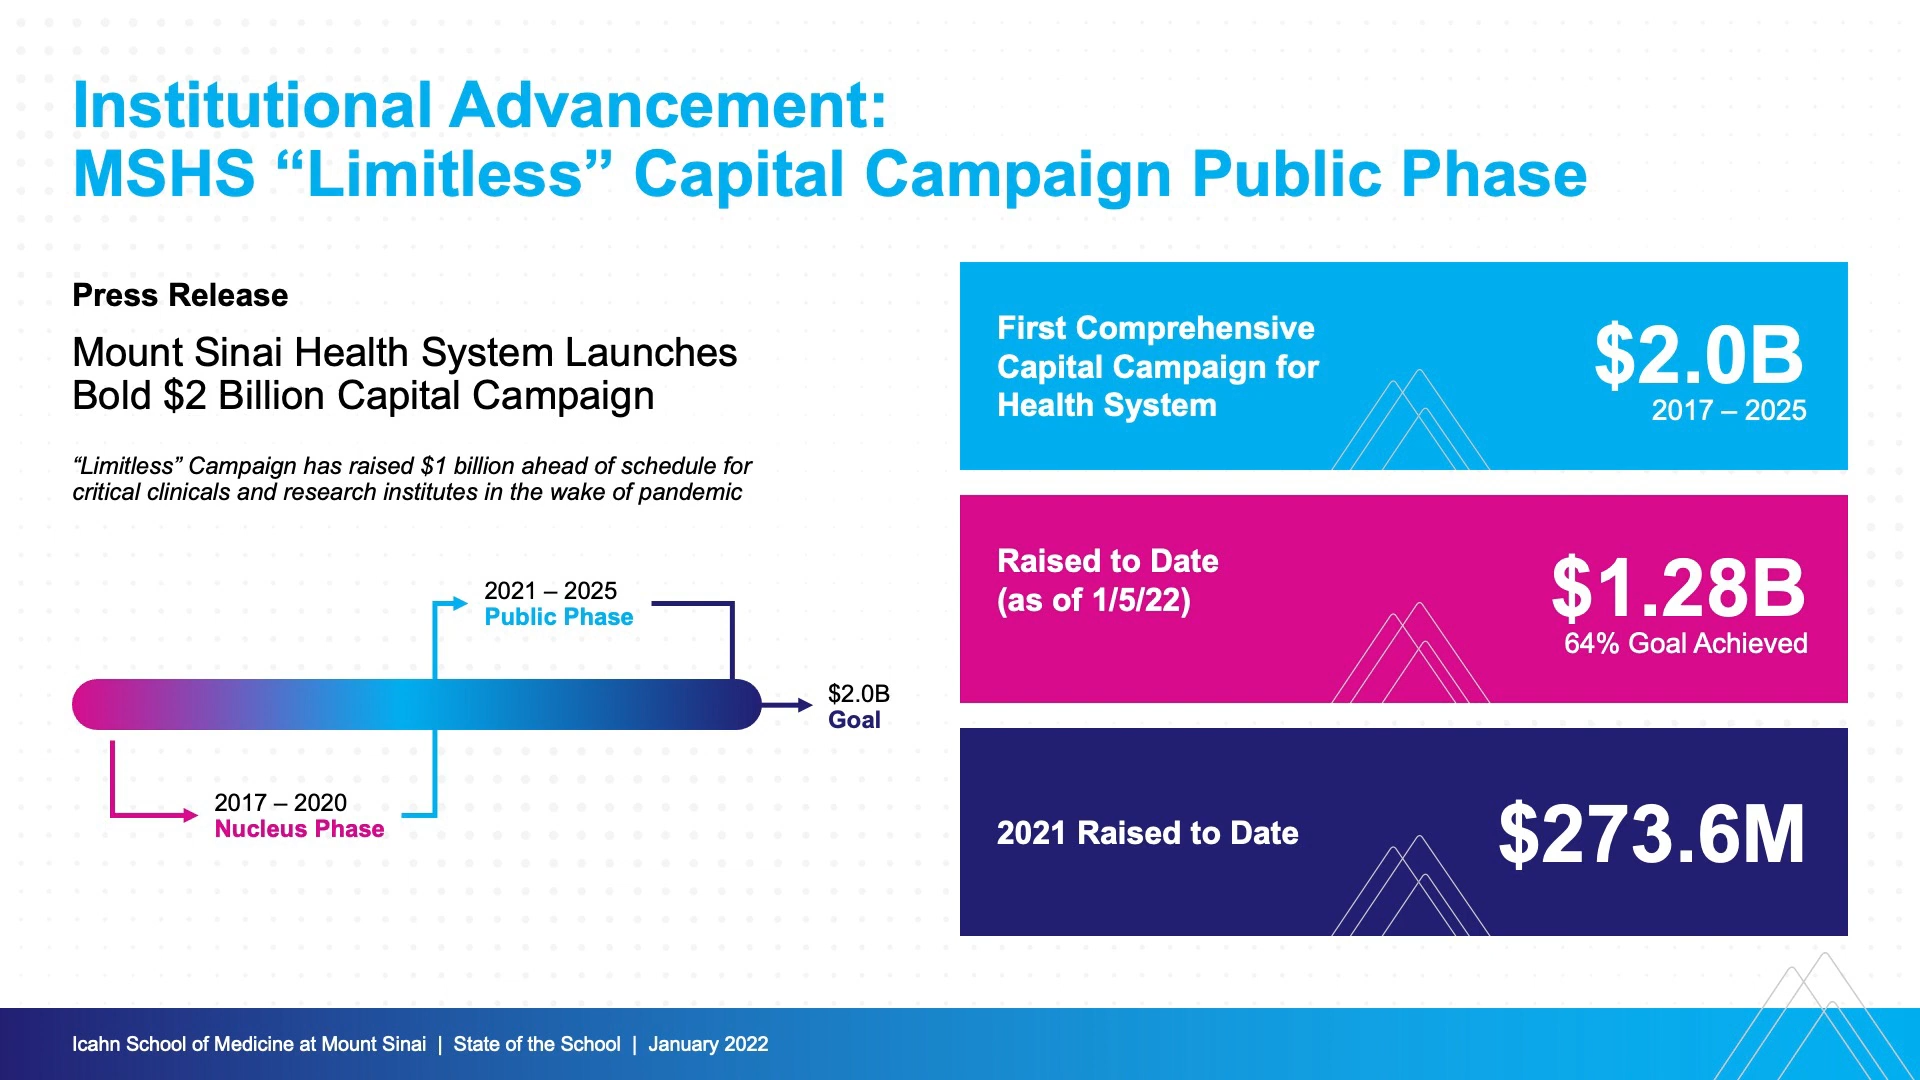 Institutional Advancement:
MSHS “Limitless” Capital Campaign Public Phase
Press Release
Mount Sinai Health System Launches
Bold $2 Billion Capital Campaign
“Limitless” Campaign has raised $1 billion ahead of schedule for
critical clinicals and research institutes in the wake of pandemic
2021 – 2025
Public Phase
$2.0B
Goal
2017 – 2020
Nucleus Phase
First Comprehensive
Capital Campaign for
Health System
$2.0B
2017 – 2025
Raised to Date
(as of 1/5/22)
$1.28B
64% Goal Achieved
2021 Raised to Date
$273.6M
Icahn School of Medicine at Mount Sinai | State of the School | January 2022